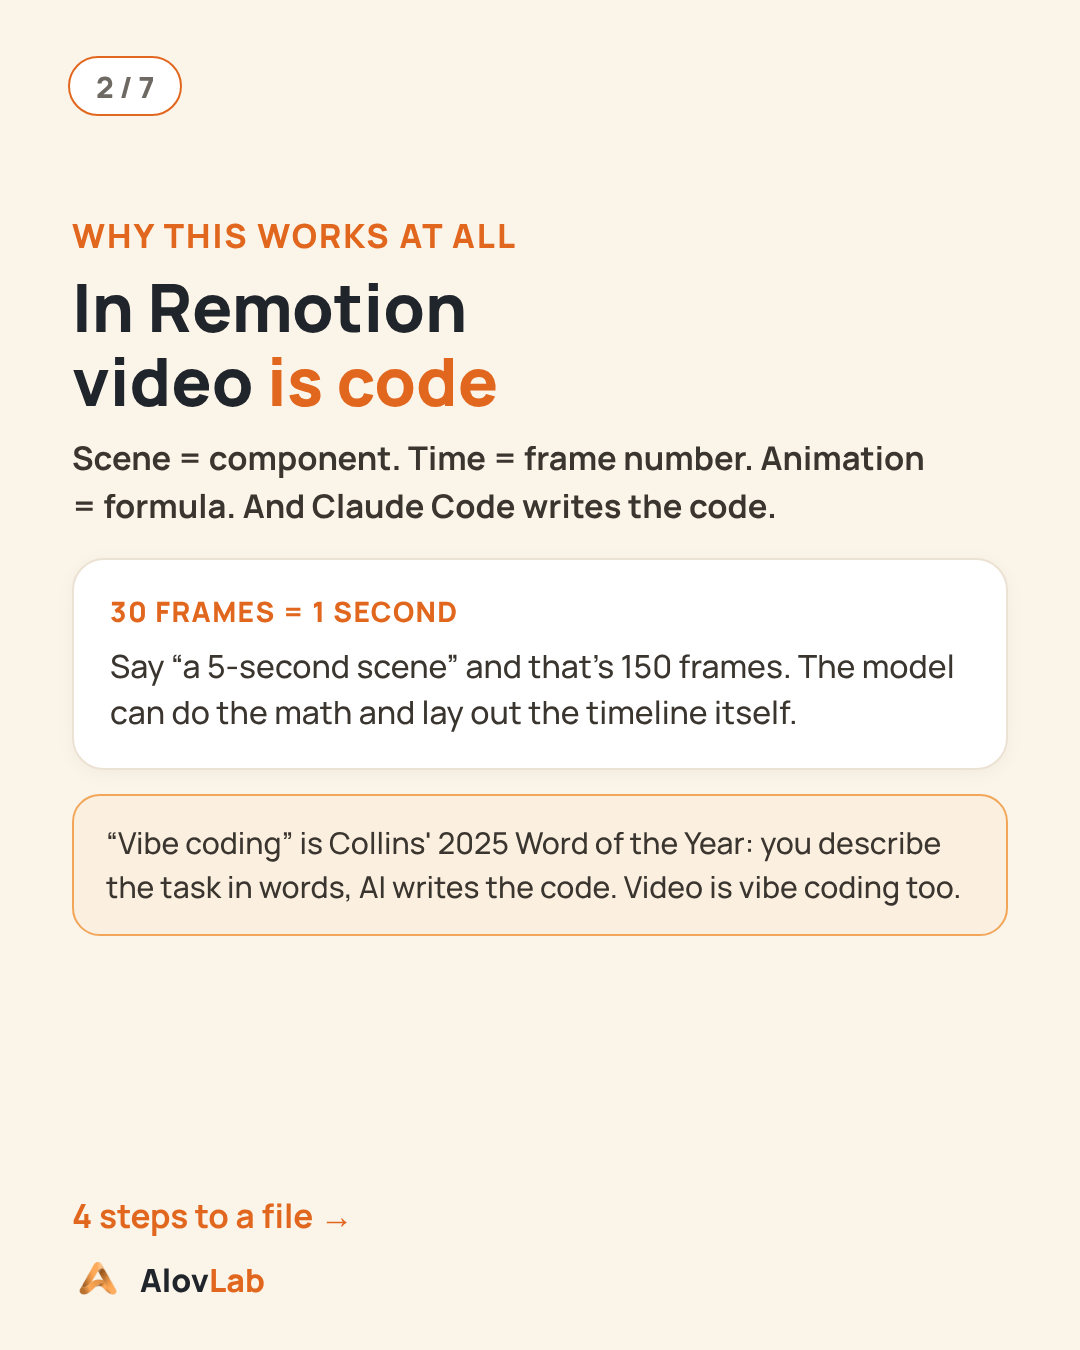 2 / 7
WHY THIS WORKS AT ALL
In Remotion
video is code
Scene = component. Time = frame number. Animation
= formula. And Claude Code writes the code.
30 FRAMES = 1 SECOND
Say “a 5-second scene” and that’s 150 frames. The model
can do the math and lay out the timeline itself.
“Vibe coding” is Collins' 2025 Word of the Year: you describe
the task in words, AI writes the code. Video is vibe coding too.
4 steps to a file →
AlovLab